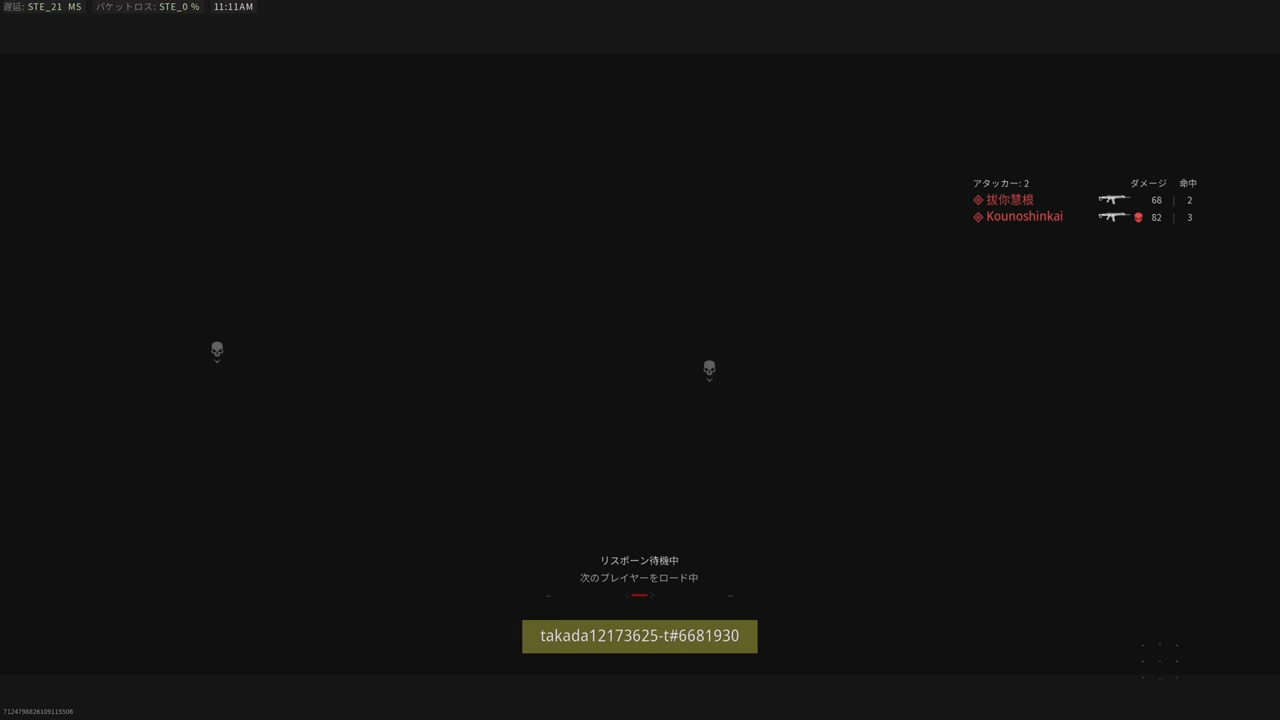 遅延: STE_21 MS パケットロス: STE_0 % 11:11AM
アタッカー: 2 ダメージ 命中
拔你慧根 68 | 2
Kounoshinkai 82 | 3
リスポーン待機中
次のプレイヤーをロード中
takada12173625-t#6681930
7124798826109115506